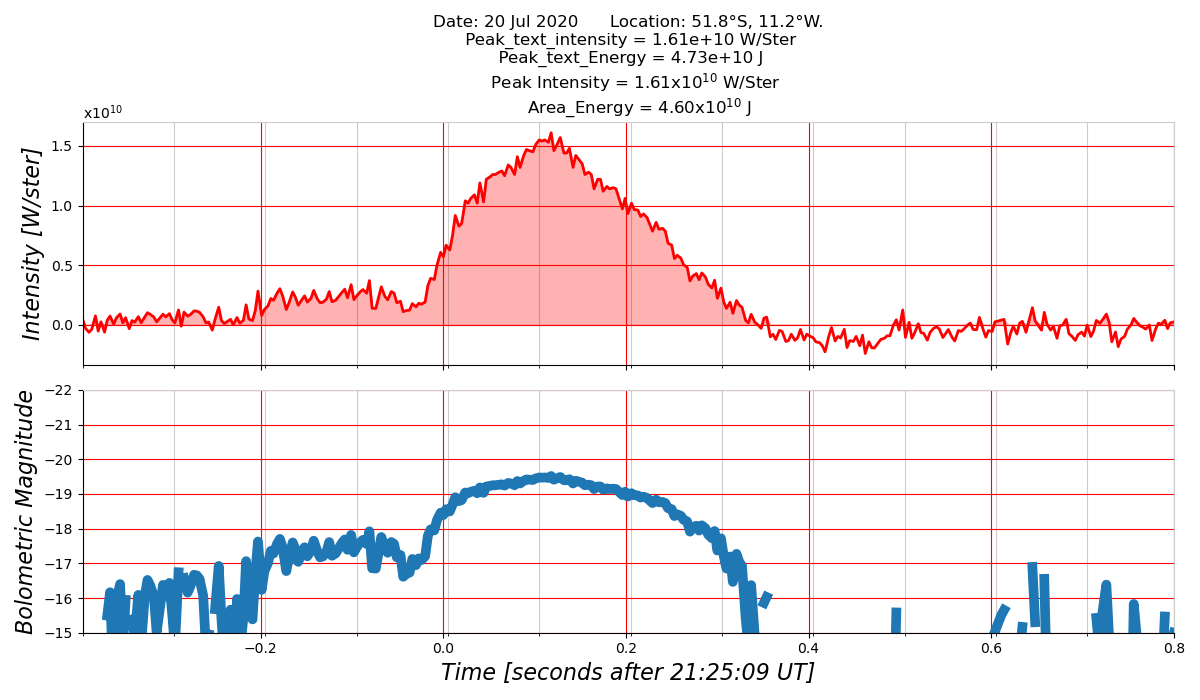 Date: 20 Jul 2020 Location: 51.8°S, 11.2°W.
Peak_text_intensity = 1.61e+10 W/Ster
Peak_text_Energy = 4.73e+10 J
Peak Intensity = 1.61x10¹⁰ W/Ster
Area_Energy = 4.60x10¹⁰ J
x10¹⁰
Intensity [W/ster]
1.5
1.0
0.5
0.0
Bolometric Magnitude
−22
−21
−20
−19
−18
−17
−16
−15
−0.2 0.0 0.2 0.4 0.6 0.8
Time [seconds after 21:25:09 UT]